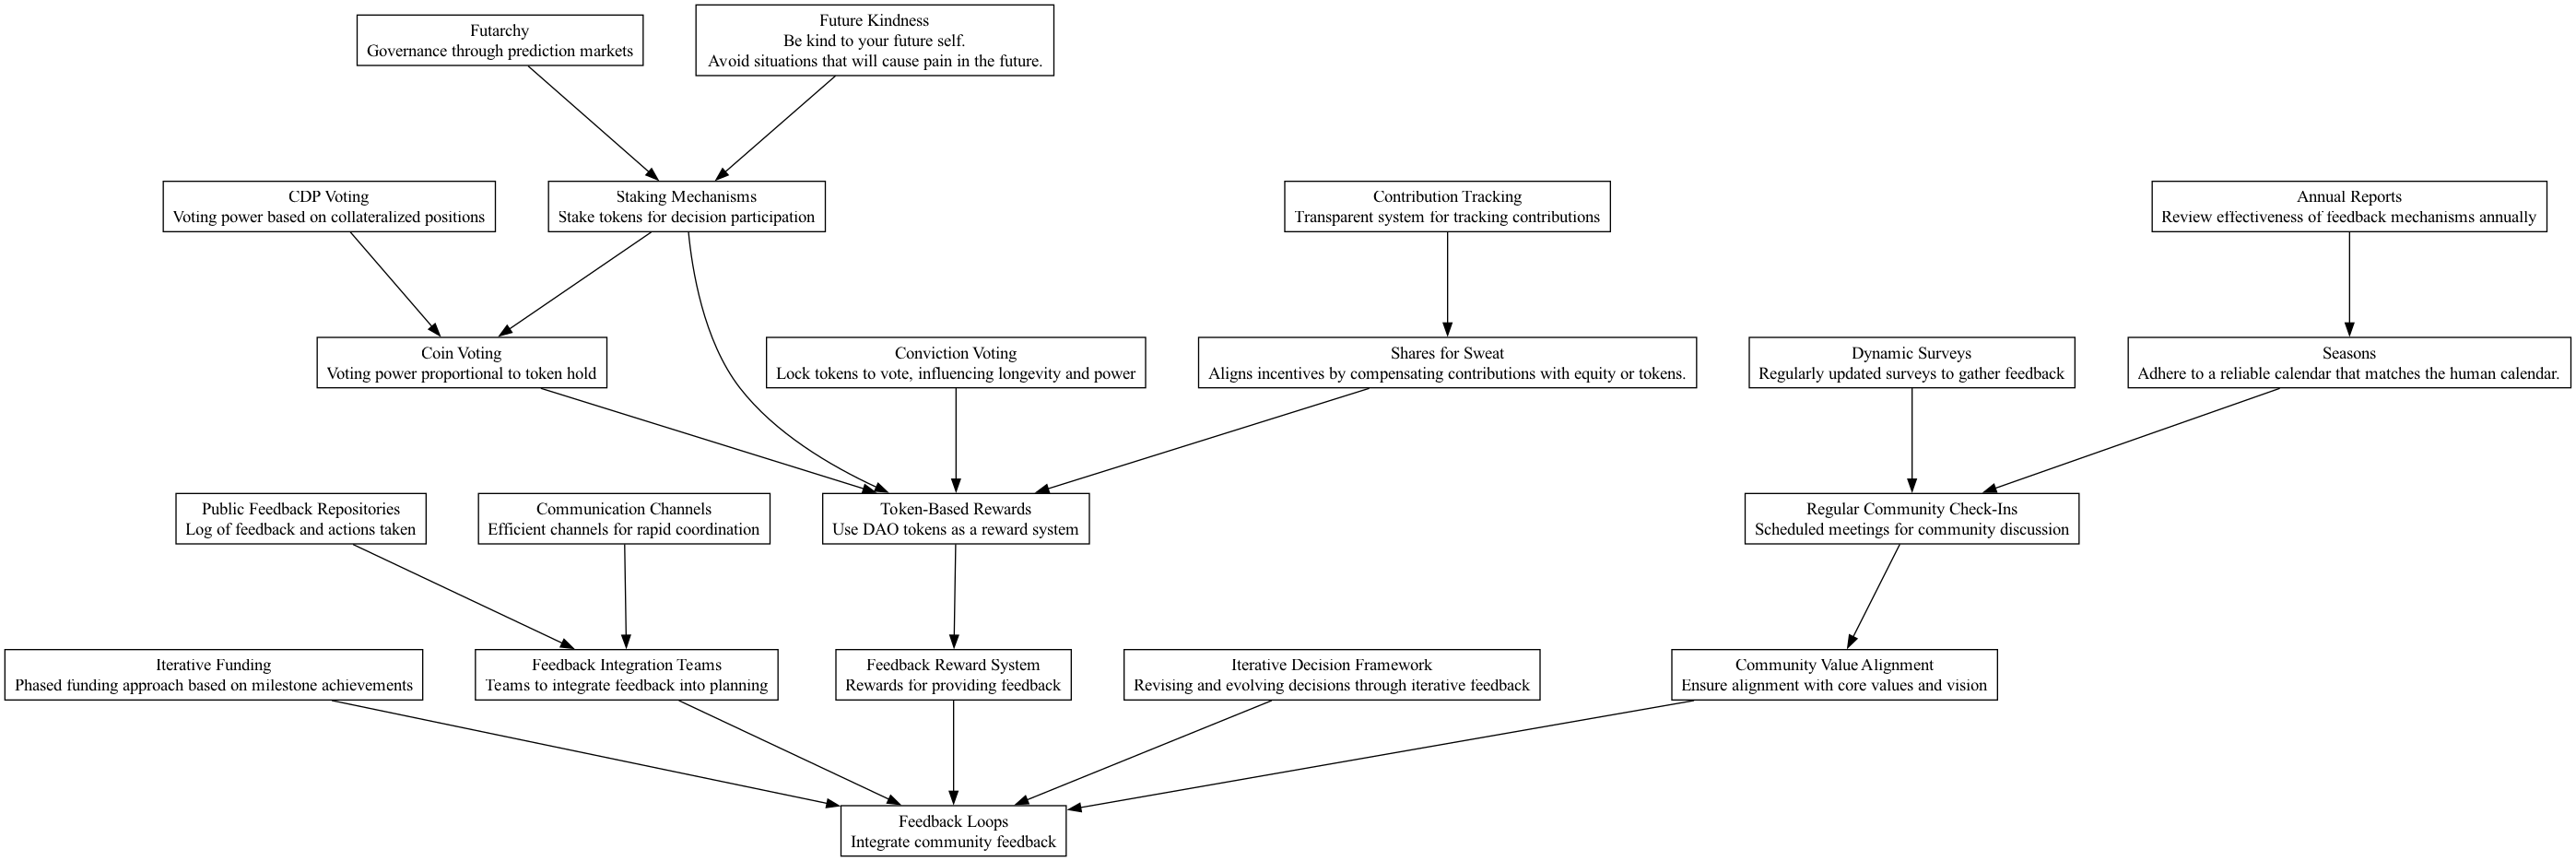 Futarchy
Governance through prediction markets
Future Kindness
Be kind to your future self.
Avoid situations that will cause pain in the future.
CDP Voting
Voting power based on collateralized positions
Staking Mechanisms
Stake tokens for decision participation
Contribution Tracking
Transparent system for tracking contributions
Annual Reports
Review effectiveness of feedback mechanisms annually
Coin Voting
Voting power proportional to token hold
Conviction Voting
Lock tokens to vote, influencing longevity and power
Shares for Sweat
Aligns incentives by compensating contributions with equity or tokens.
Dynamic Surveys
Regularly updated surveys to gather feedback
Seasons
Adhere to a reliable calendar that matches the human calendar.
Public Feedback Repositories
Log of feedback and actions taken
Communication Channels
Efficient channels for rapid coordination
Token-Based Rewards
Use DAO tokens as a reward system
Regular Community Check-Ins
Scheduled meetings for community discussion
Iterative Funding
Phased funding approach based on milestone achievements
Feedback Integration Teams
Teams to integrate feedback into planning
Feedback Reward System
Rewards for providing feedback
Iterative Decision Framework
Revising and evolving decisions through iterative feedback
Community Value Alignment
Ensure alignment with core values and vision
Feedback Loops
Integrate community feedback